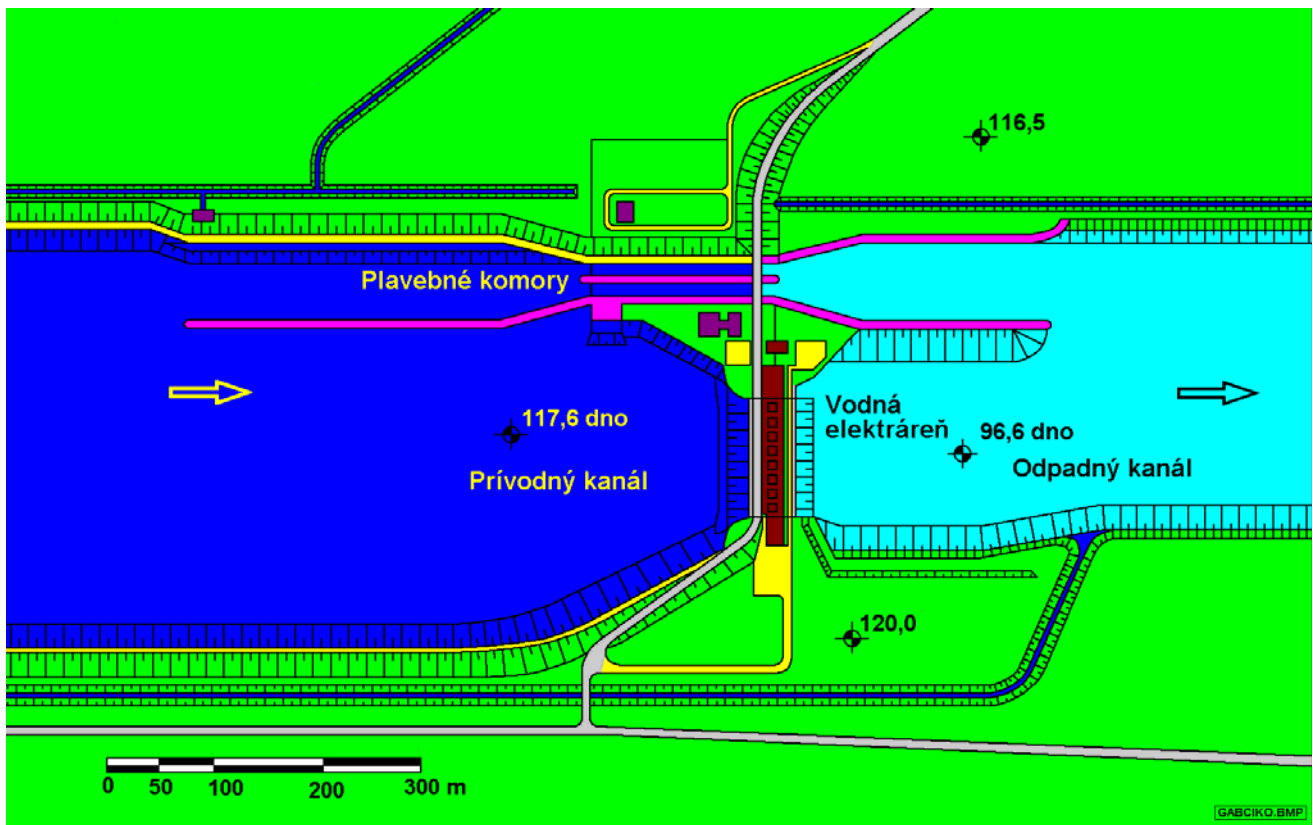 116,5
Plavebné komory
117,6 dno
Prívodný kanál
Vodná
elektráreň
96,6 dno
Odpadný kanál
120,0
0 50 100 200 300 m
GABCIKO.BMP